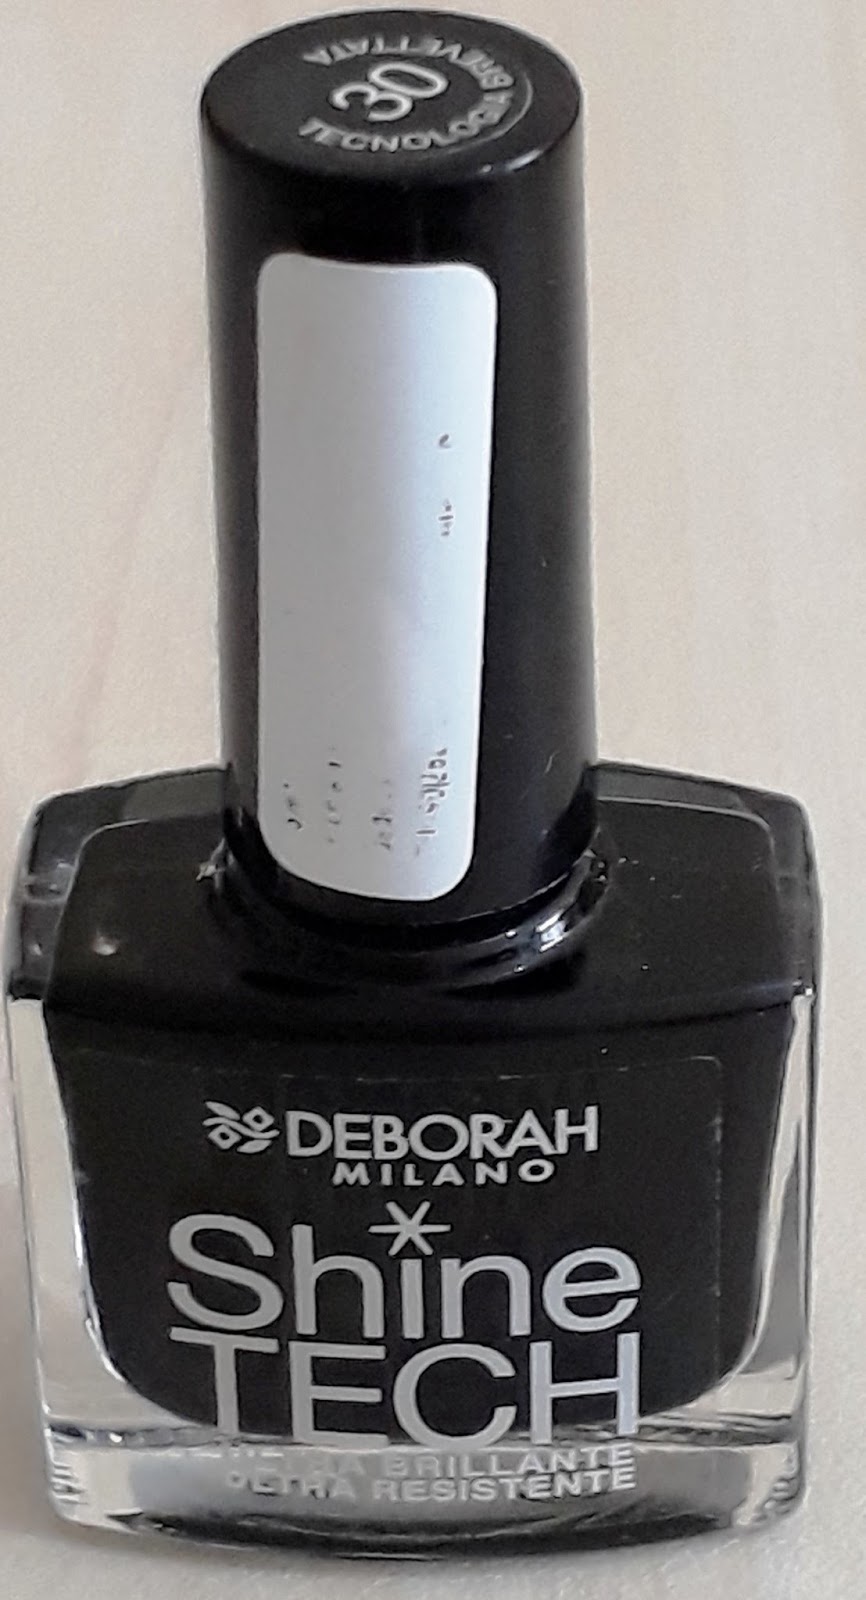 30
TECNOLOGIA BREVETTATA
DEBORAH
MILANO
Shine
TECH
ULTRA BRILLANTE
ULTRA RESISTENTE